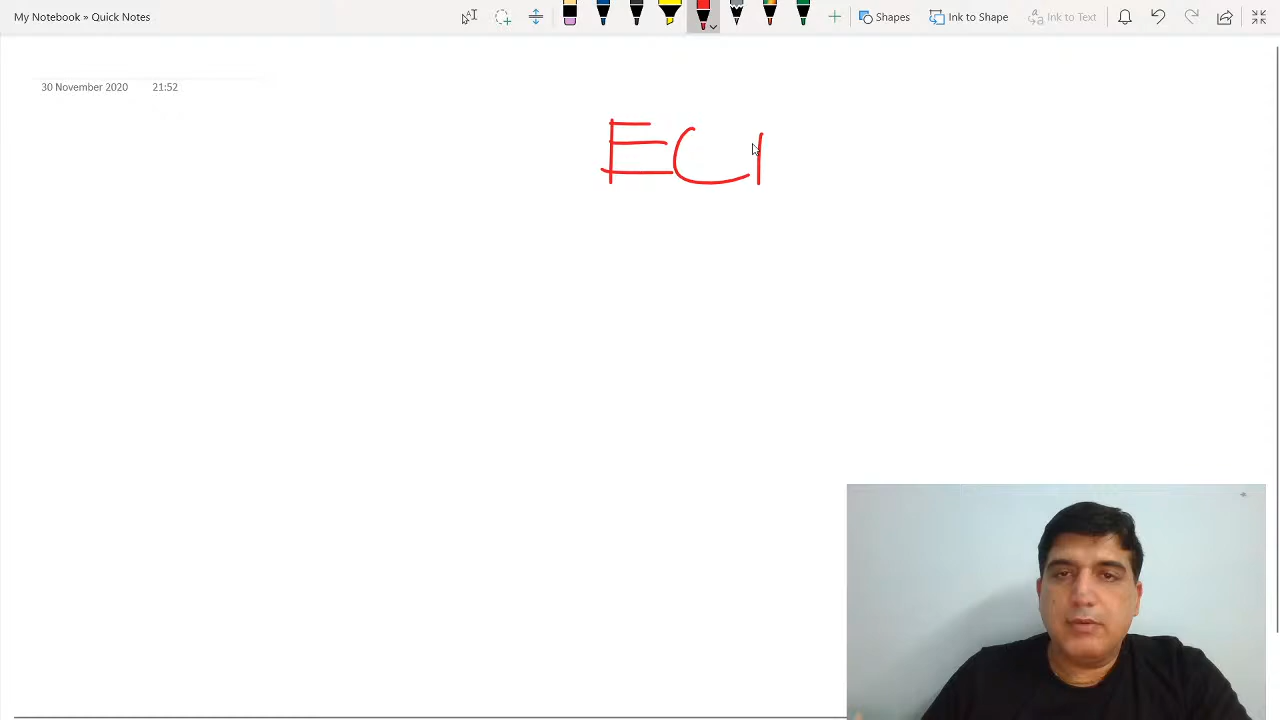 My Notebook » Quick Notes
Shapes
Ink to Shape
Ink to Text
30 November 2020 21:52
ECI